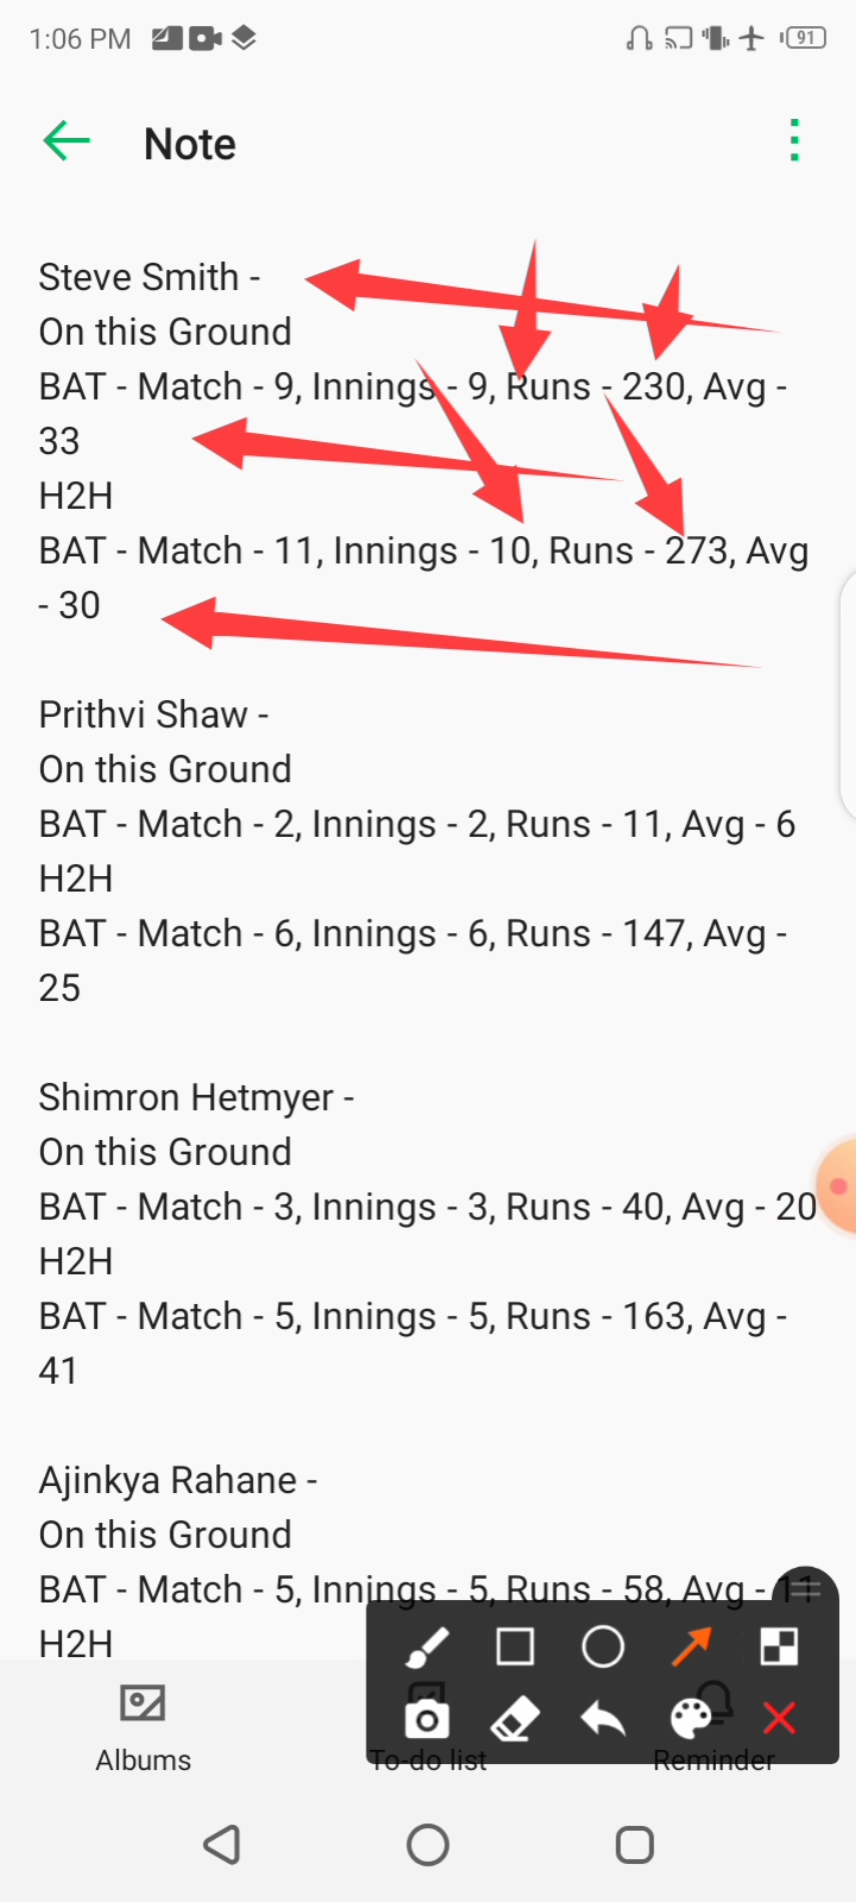 1:06 PM
91
Note
Steve Smith -
On this Ground
BAT - Match - 9, Innings - 9, Runs - 230, Avg -
33
H2H
BAT - Match - 11, Innings - 10, Runs - 273, Avg
- 30
Prithvi Shaw -
On this Ground
BAT - Match - 2, Innings - 2, Runs - 11, Avg - 6
H2H
BAT - Match - 6, Innings - 6, Runs - 147, Avg -
25
Shimron Hetmyer -
On this Ground
BAT - Match - 3, Innings - 3, Runs - 40, Avg - 20
H2H
BAT - Match - 5, Innings - 5, Runs - 163, Avg -
41
Ajinkya Rahane -
On this Ground
BAT - Match - 5, Innings - 5, Runs - 58, Avg - 11
H2H
Albums
To-do list
Reminder